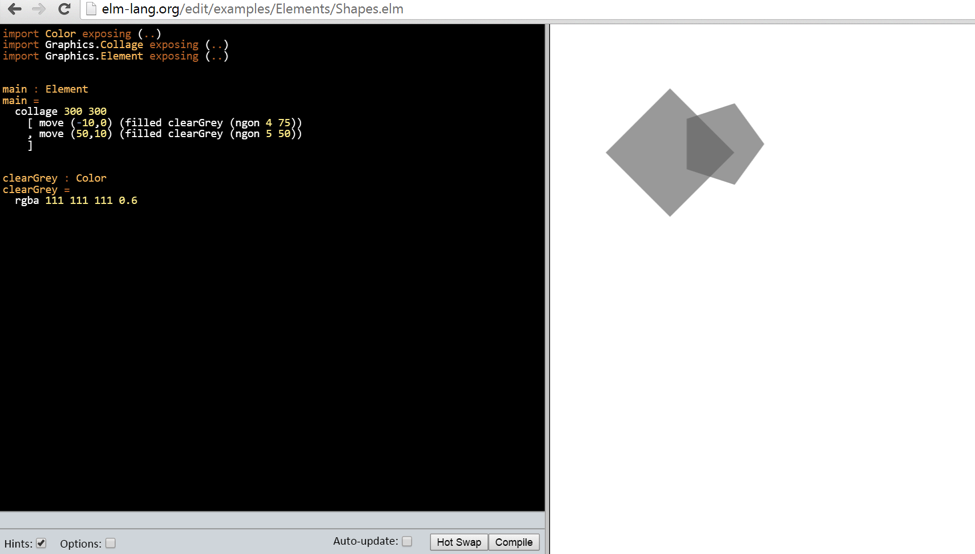 elm-lang.org/edit/examples/Elements/Shapes.elm
import Color exposing (..)
import Graphics.Collage exposing (..)
import Graphics.Element exposing (..)
main : Element
main =
  collage 300 300
    [ move (-10,0) (filled clearGrey (ngon 4 75))
    , move (50,10) (filled clearGrey (ngon 5 50))
    ]
clearGrey : Color
clearGrey =
  rgba 111 111 111 0.6
Hints: Options: Auto-update: Hot Swap Compile